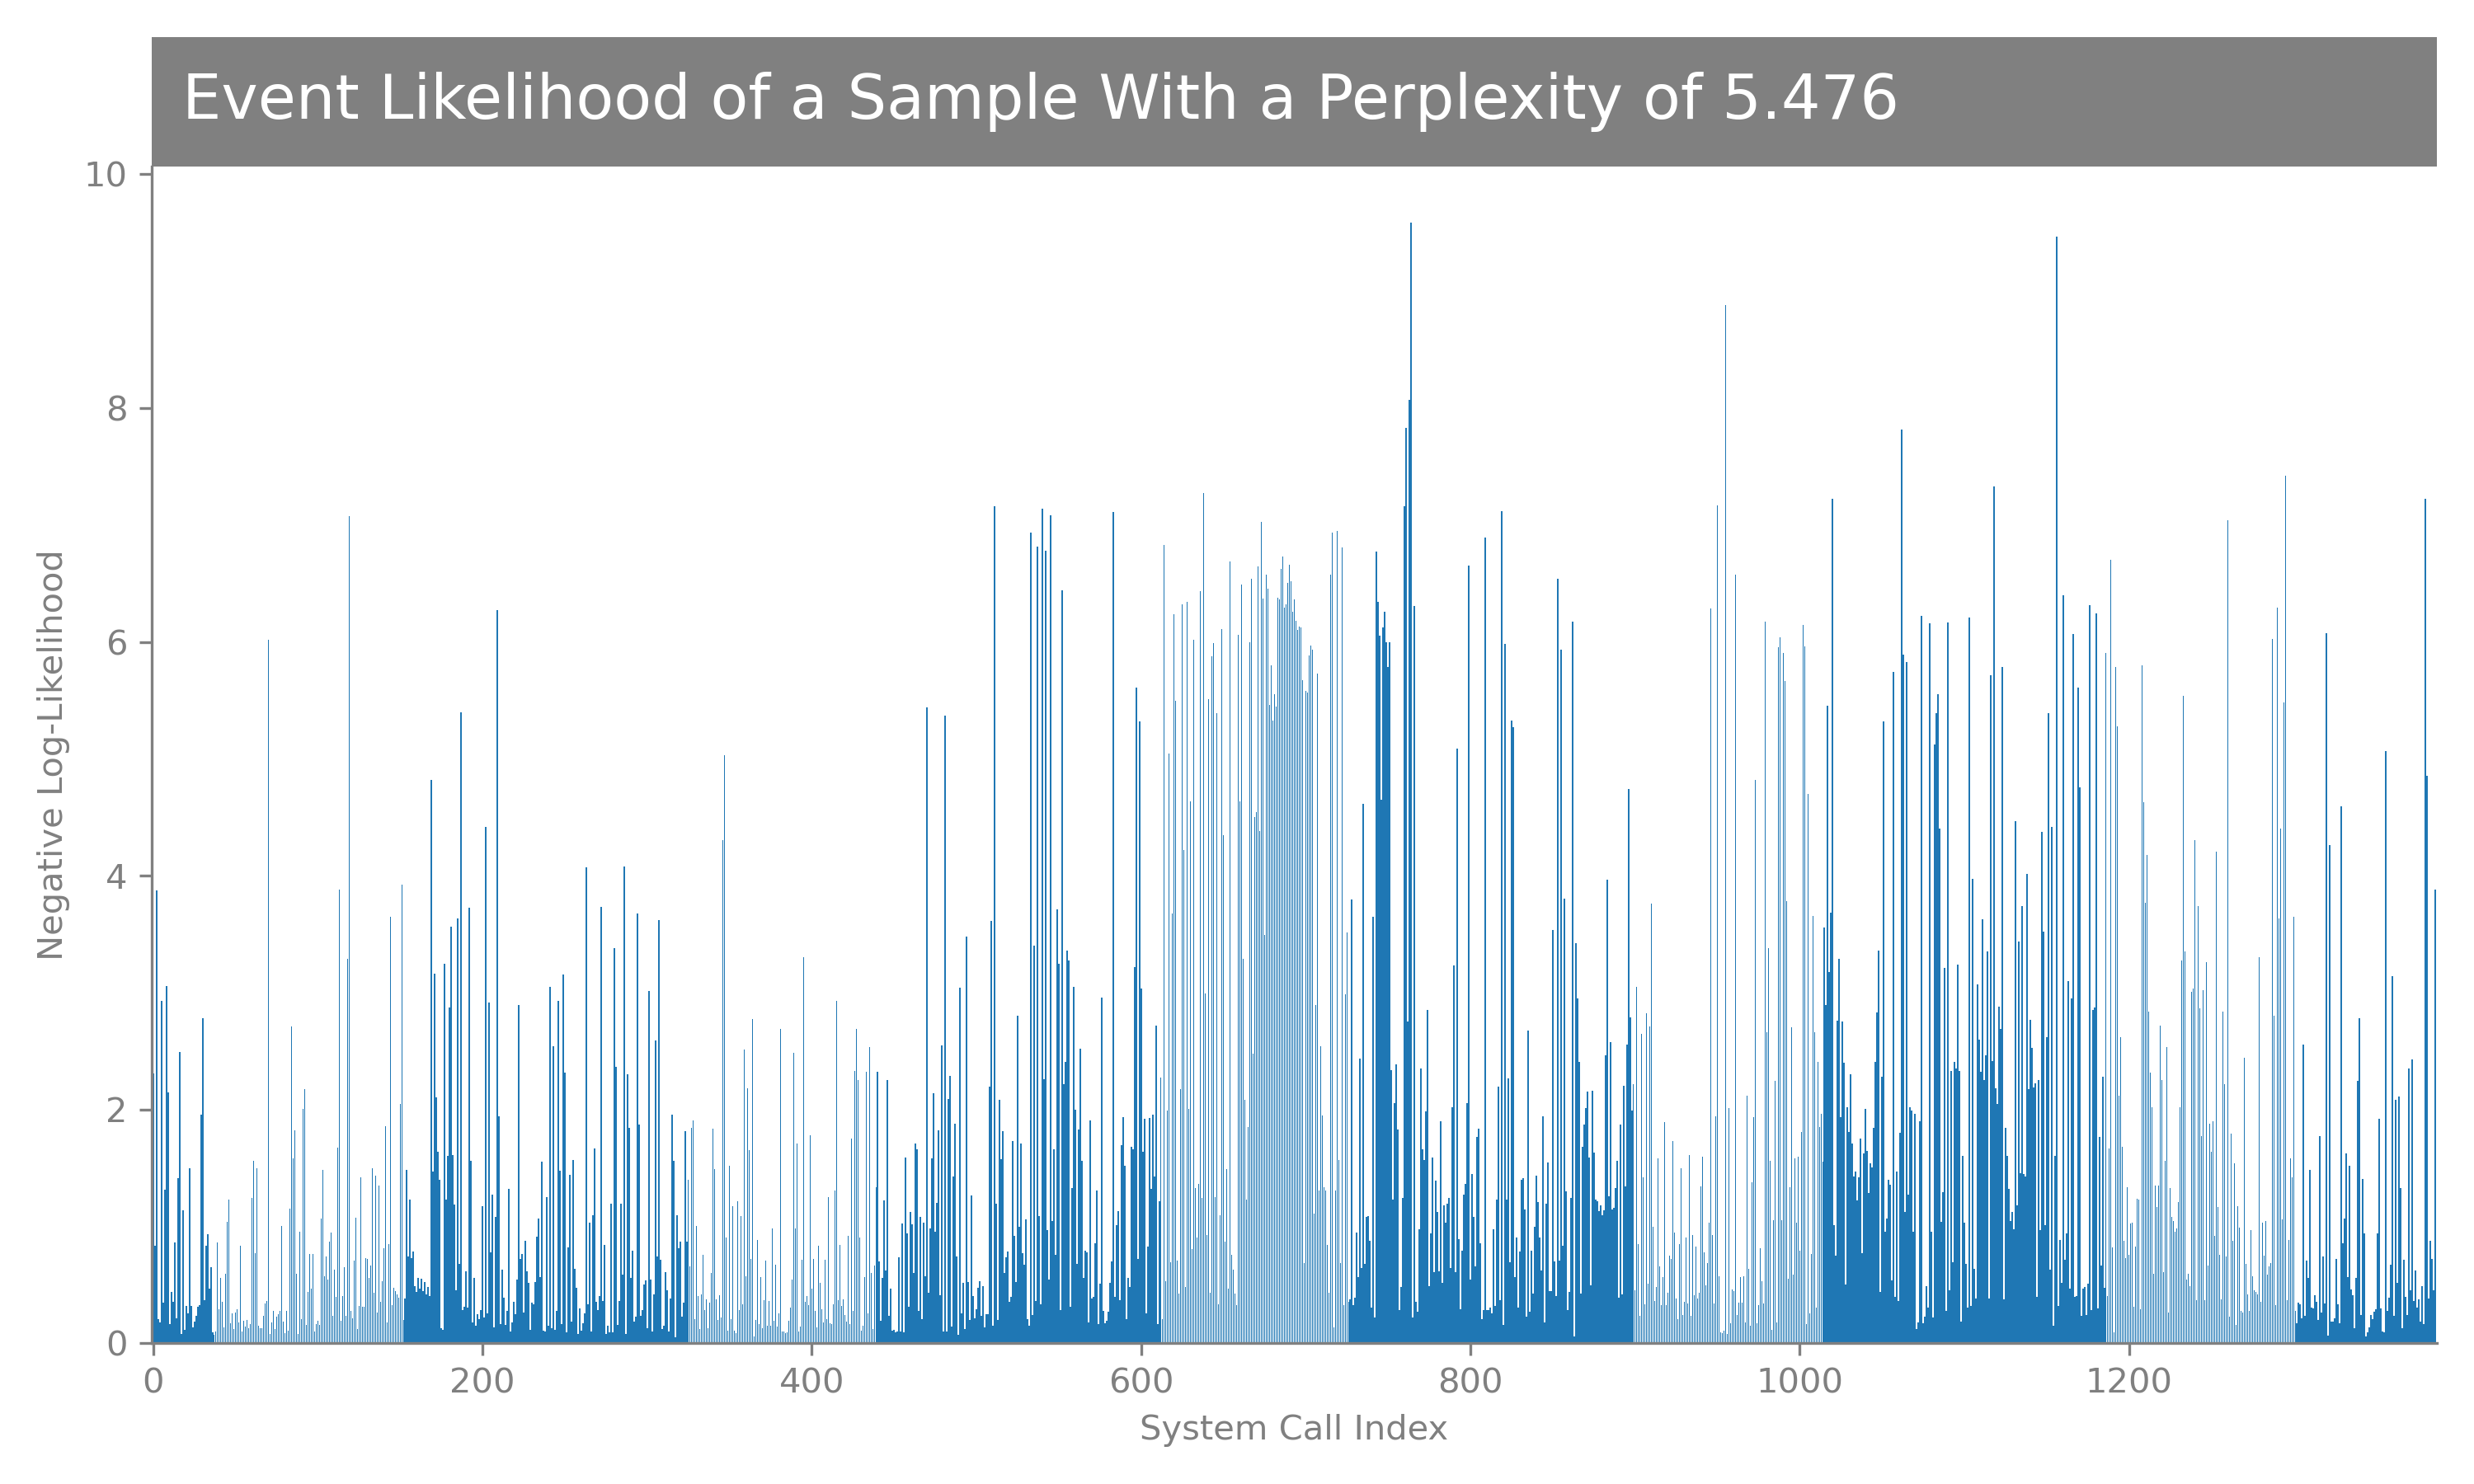 Event Likelihood of a Sample With a Perplexity of 5.476
10
8
6
4
2
0
Negative Log-Likelihood
0 200 400 600 800 1000 1200
System Call Index